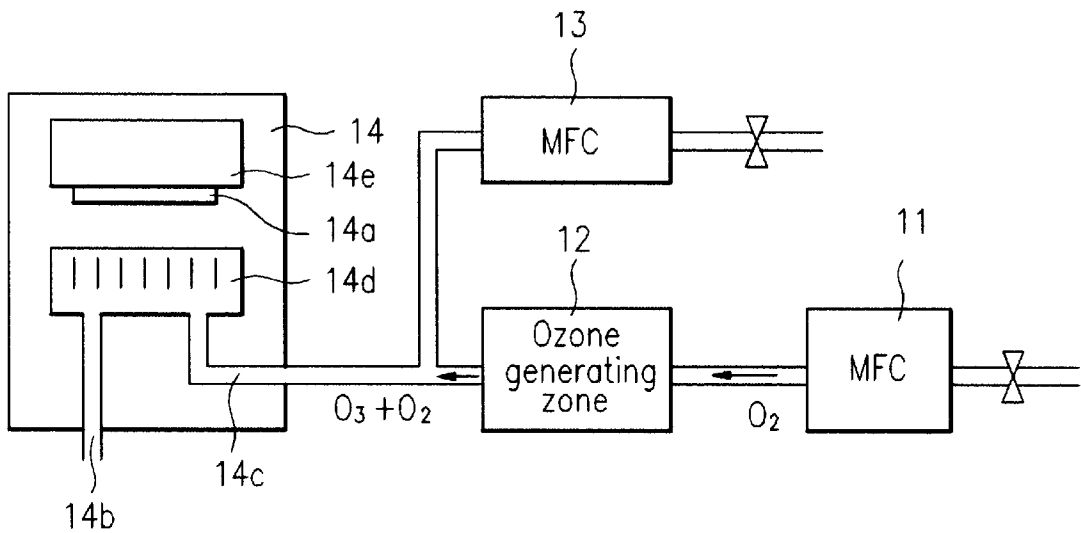 13
14
MFC
14e
14a
12
11
14d
Ozone
generating
zone
MFC
O₃+O₂
O₂
14c
14b